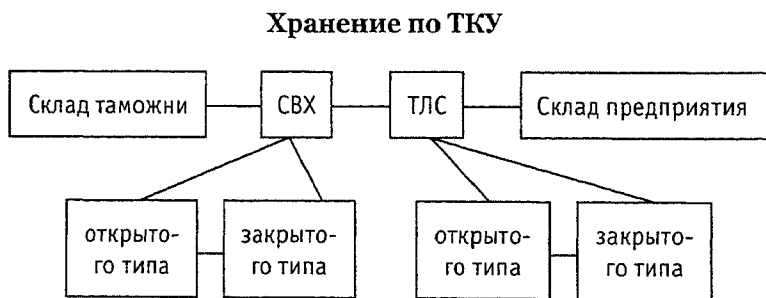 Хранение по ТКУ
Склад таможни СВХ ТЛС Склад предприятия
открыто- закрыто- открыто- закрыто-
го типа го типа го типа го типа